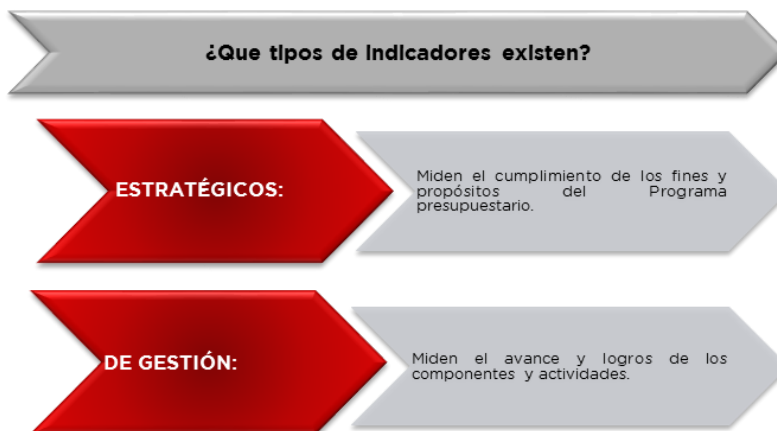 ¿Que tipos de indicadores existen?
ESTRATÉGICOS:
Miden el cumplimiento de los fines y
propósitos del Programa
presupuestario.
DE GESTIÓN:
Miden el avance y logros de los
componentes y actividades.